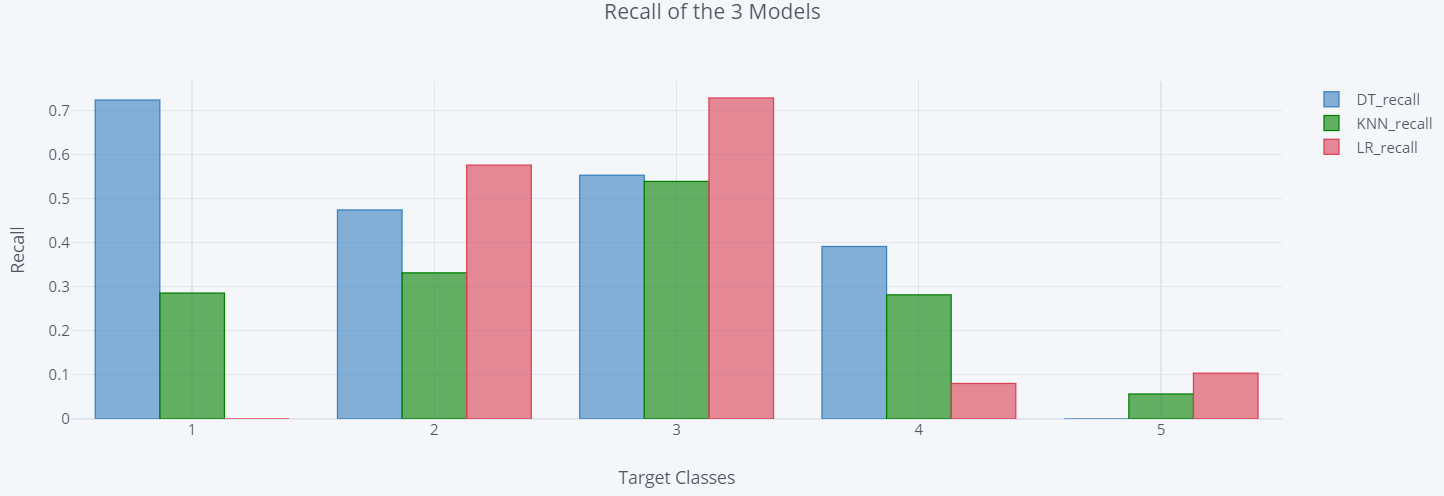 Recall of the 3 Models
0.7
0.6
0.5
0.4
0.3
0.2
0.1
0
Recall
1 2 3 4 5
Target Classes
DT_recall
KNN_recall
LR_recall